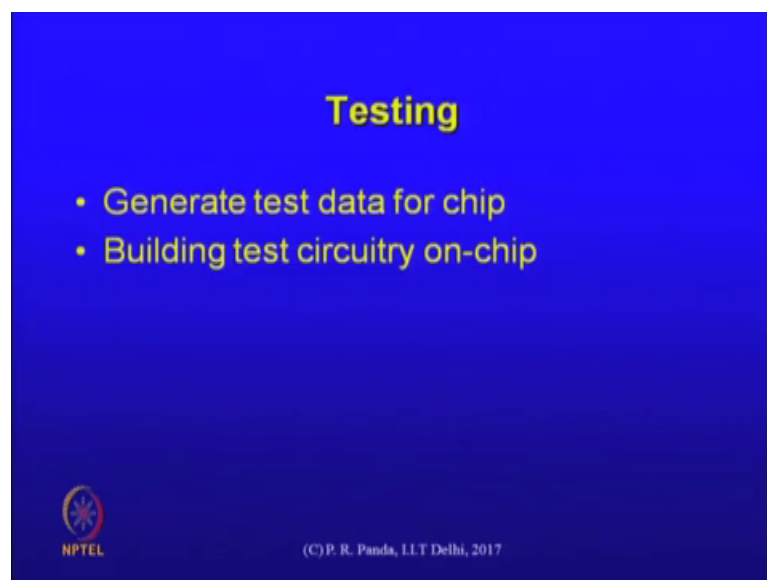 Testing
• Generate test data for chip
• Building test circuitry on-chip
NPTEL
(C) P. R. Panda, I.I.T Delhi, 2017